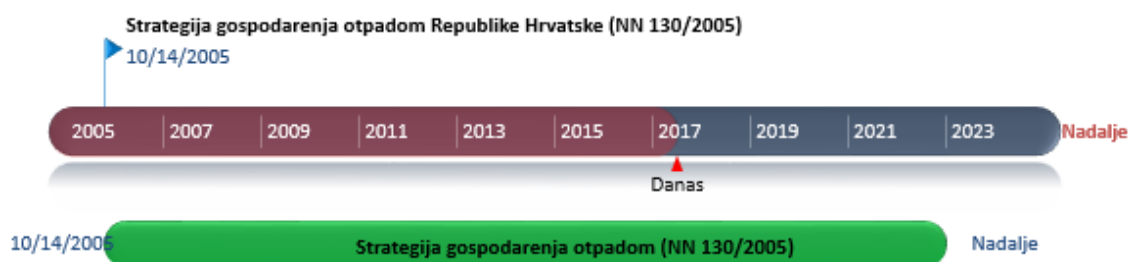 Strategija gospodarenja otpadom Republike Hrvatske (NN 130/2005)
10/14/2005
2005 2007 2009 2011 2013 2015 2017 2019 2021 2023 Nadalje
Danas
10/14/2005 Strategija gospodarenja otpadom (NN 130/2005) Nadalje